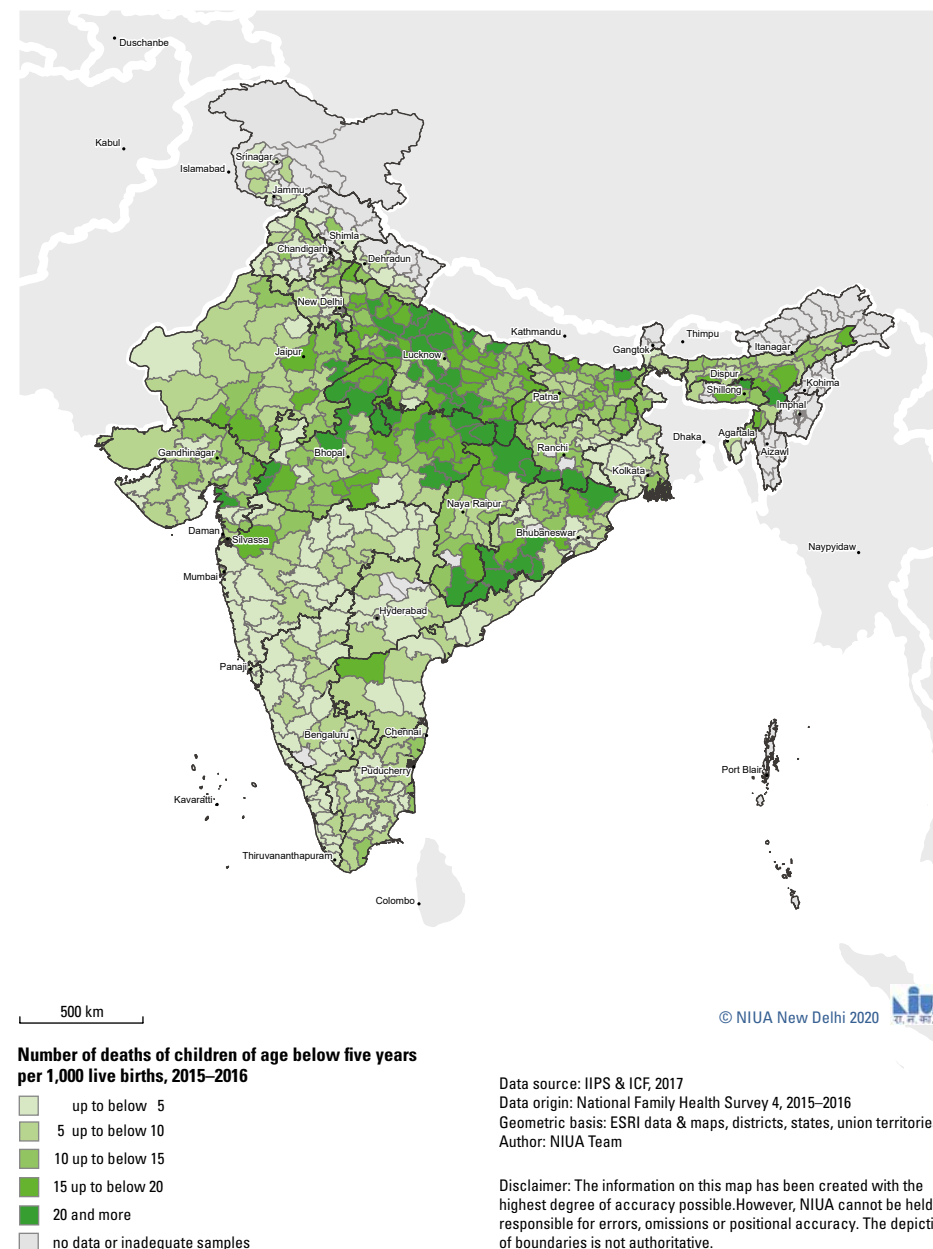 Duschanbe
Kabul
Srinagar
Islamabad
Jammu
Shimla
Chandigarh
Dehradun
New Delhi
Kathmandu
Thimpu
Gangtok
Itanagar
Jaipur
Lucknow
Dispur
Kohima
Shillong
Patna
Imphal
Dhaka
Agartala
Gandhinagar
Bhopal
Ranchi
Aizawl
Kolkata
Naya Raipur
Daman
Silvassa
Bhubaneswar
Naypyidaw
Mumbai
Hyderabad
Panaji
Bengaluru
Chennai
Puducherry
Port Blair
Kavaratti
Thiruvananthapuram
Colombo
500 km
© NIUA New Delhi 2020
Number of deaths of children of age below five years
per 1,000 live births, 2015–2016
up to below 5
5 up to below 10
10 up to below 15
15 up to below 20
20 and more
no data or inadequate samples
Data source: IIPS & ICF, 2017
Data origin: National Family Health Survey 4, 2015–2016
Geometric basis: ESRI data & maps, districts, states, union territorie
Author: NIUA Team
Disclaimer: The information on this map has been created with the
highest degree of accuracy possible.However, NIUA cannot be held
responsible for errors, omissions or positional accuracy. The depicti
of boundaries is not authoritative.